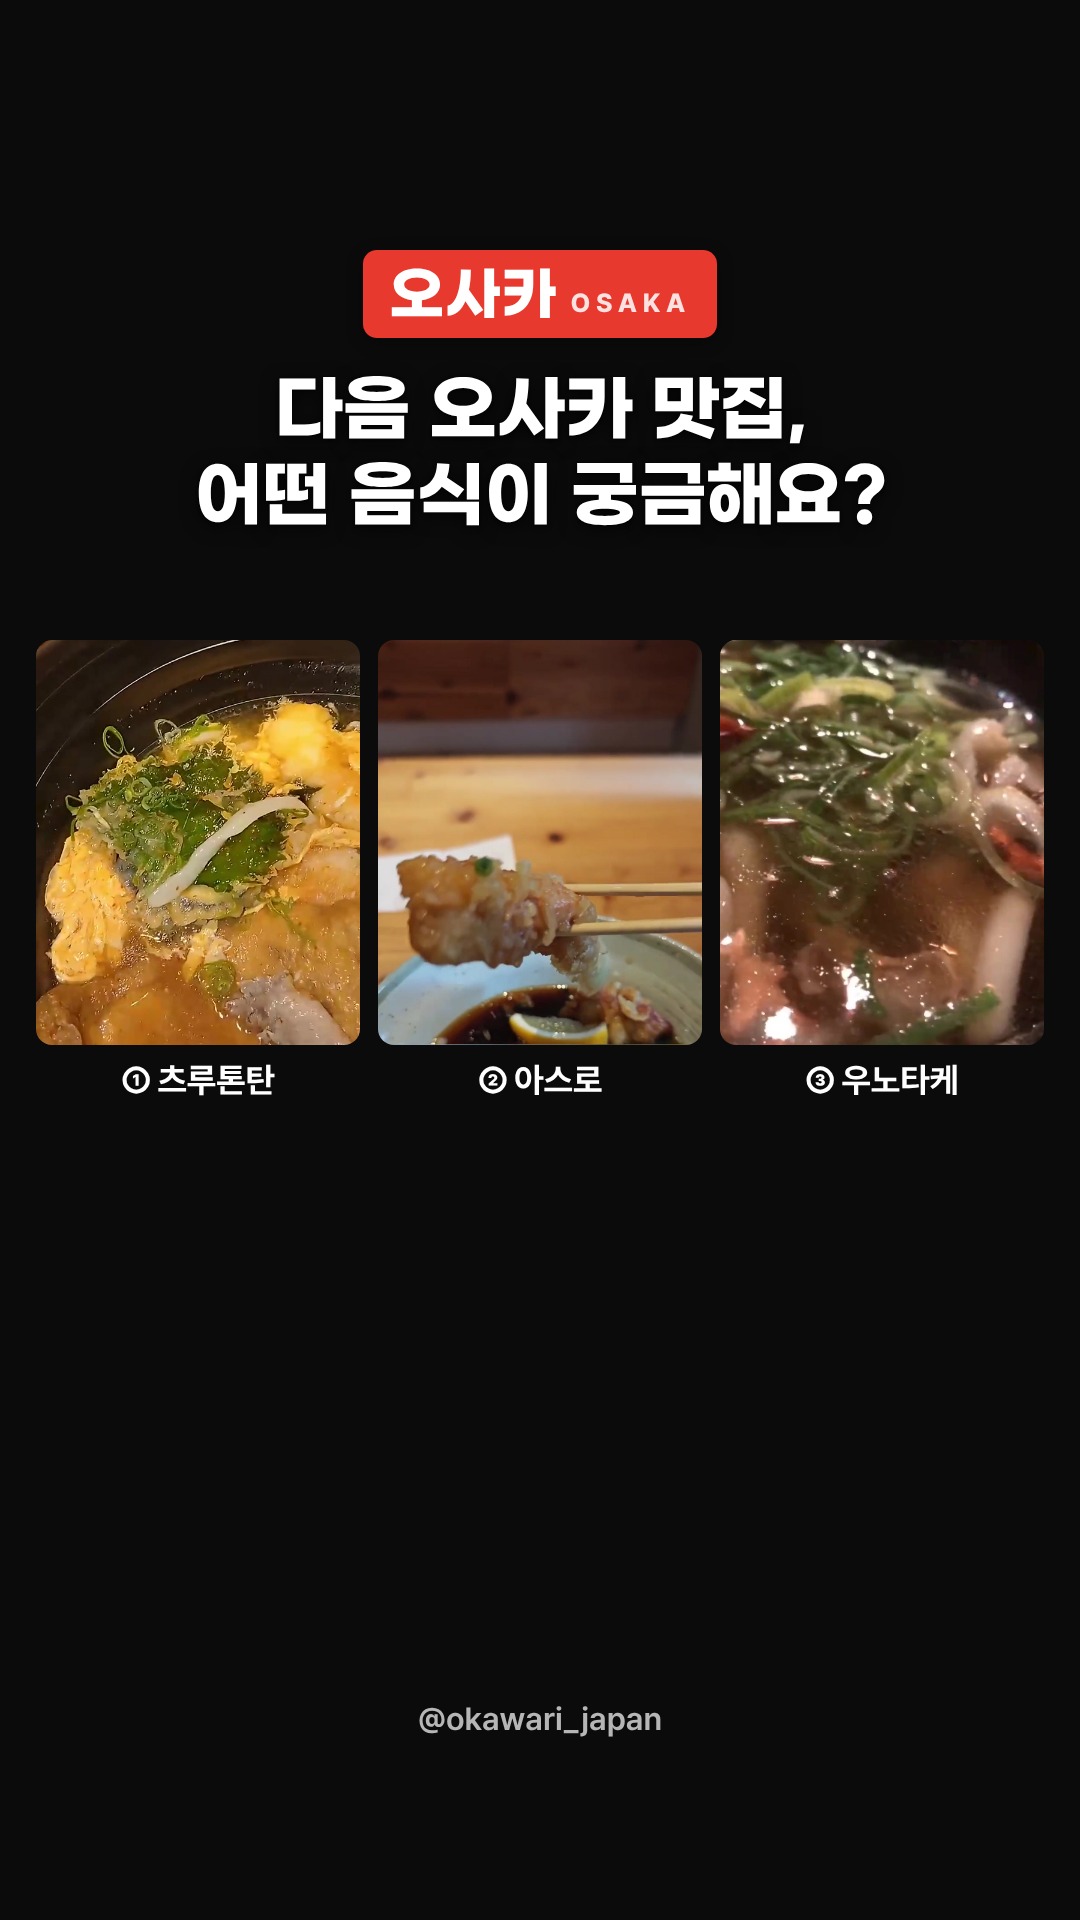 오사카 OSAKA
다음 오사카 맛집,
어떤 음식이 궁금해요?
① 츠루톤탄
② 아스로
③ 우노타케
@okawari_japan